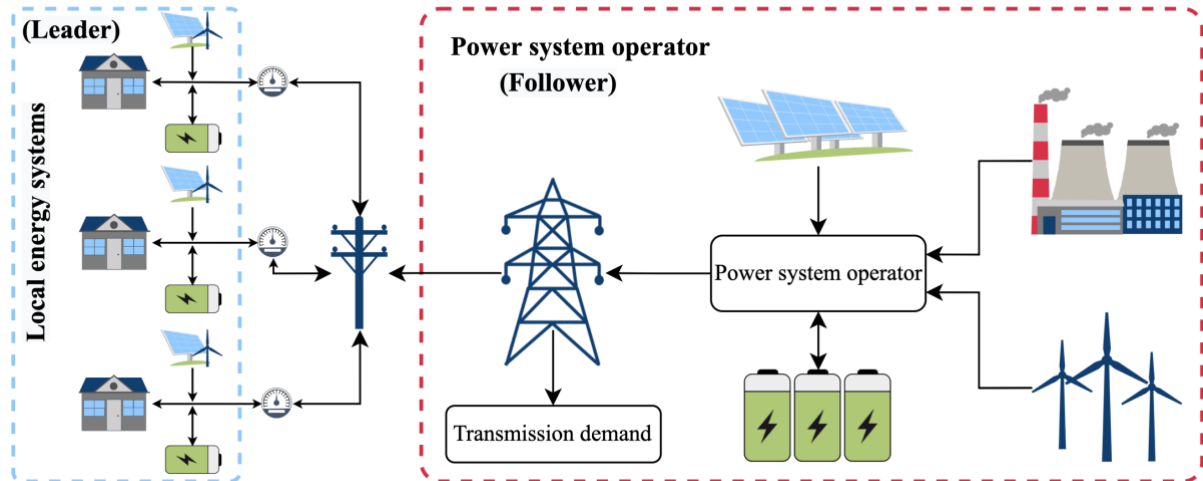 (Leader)
Local energy systems
Power system operator
(Follower)
Power system operator
Transmission demand